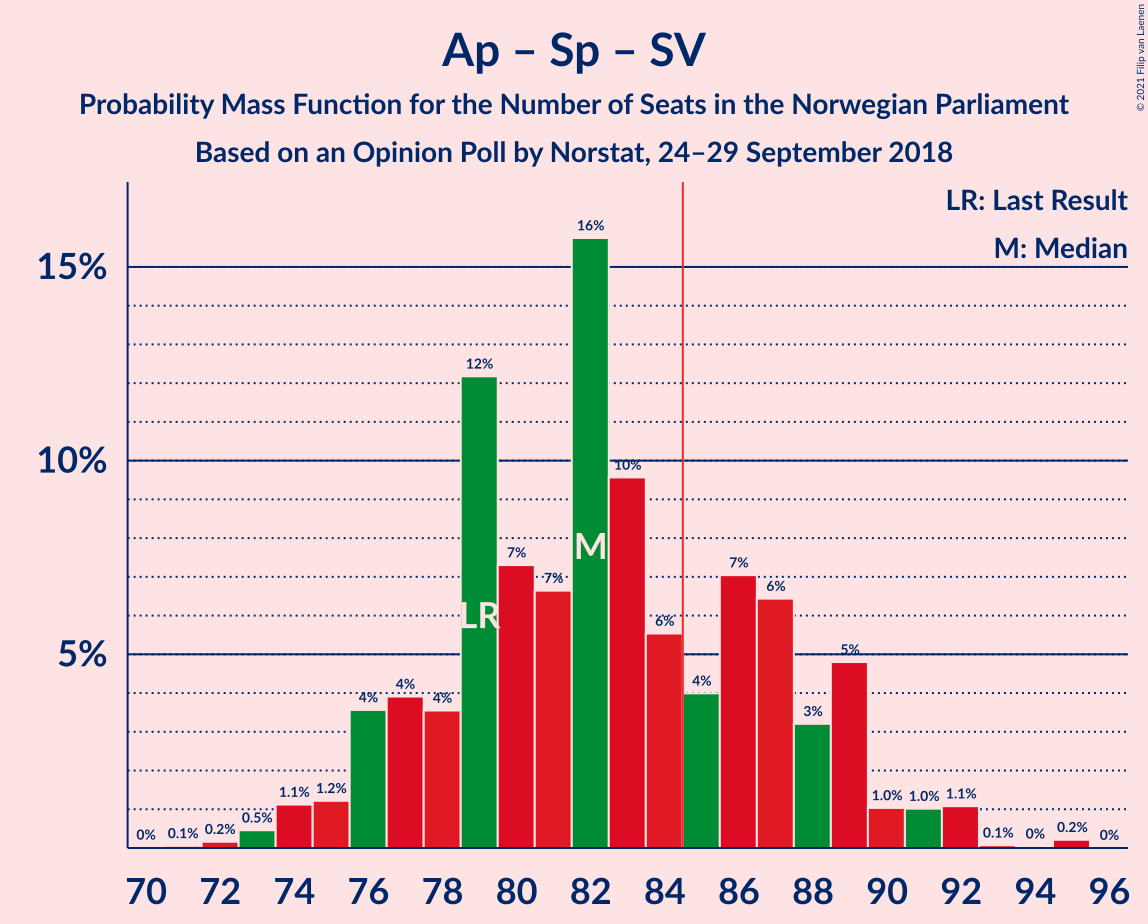 Ap – Sp – SV
Probability Mass Function for the Number of Seats in the Norwegian Parliament
Based on an Opinion Poll by Norstat, 24–29 September 2018
© 2021 Filip van Laenen
LR: Last Result
M: Median
15%
10%
5%
0% 0.1% 0.2% 0.5% 1.1% 1.2% 4% 4% 4% 12% 7% 7% 16% 10% 6% 4% 7% 6% 3% 5% 1.0% 1.0% 1.1% 0.1% 0% 0.2% 0%
LR
M
70 72 74 76 78 80 82 84 86 88 90 92 94 96